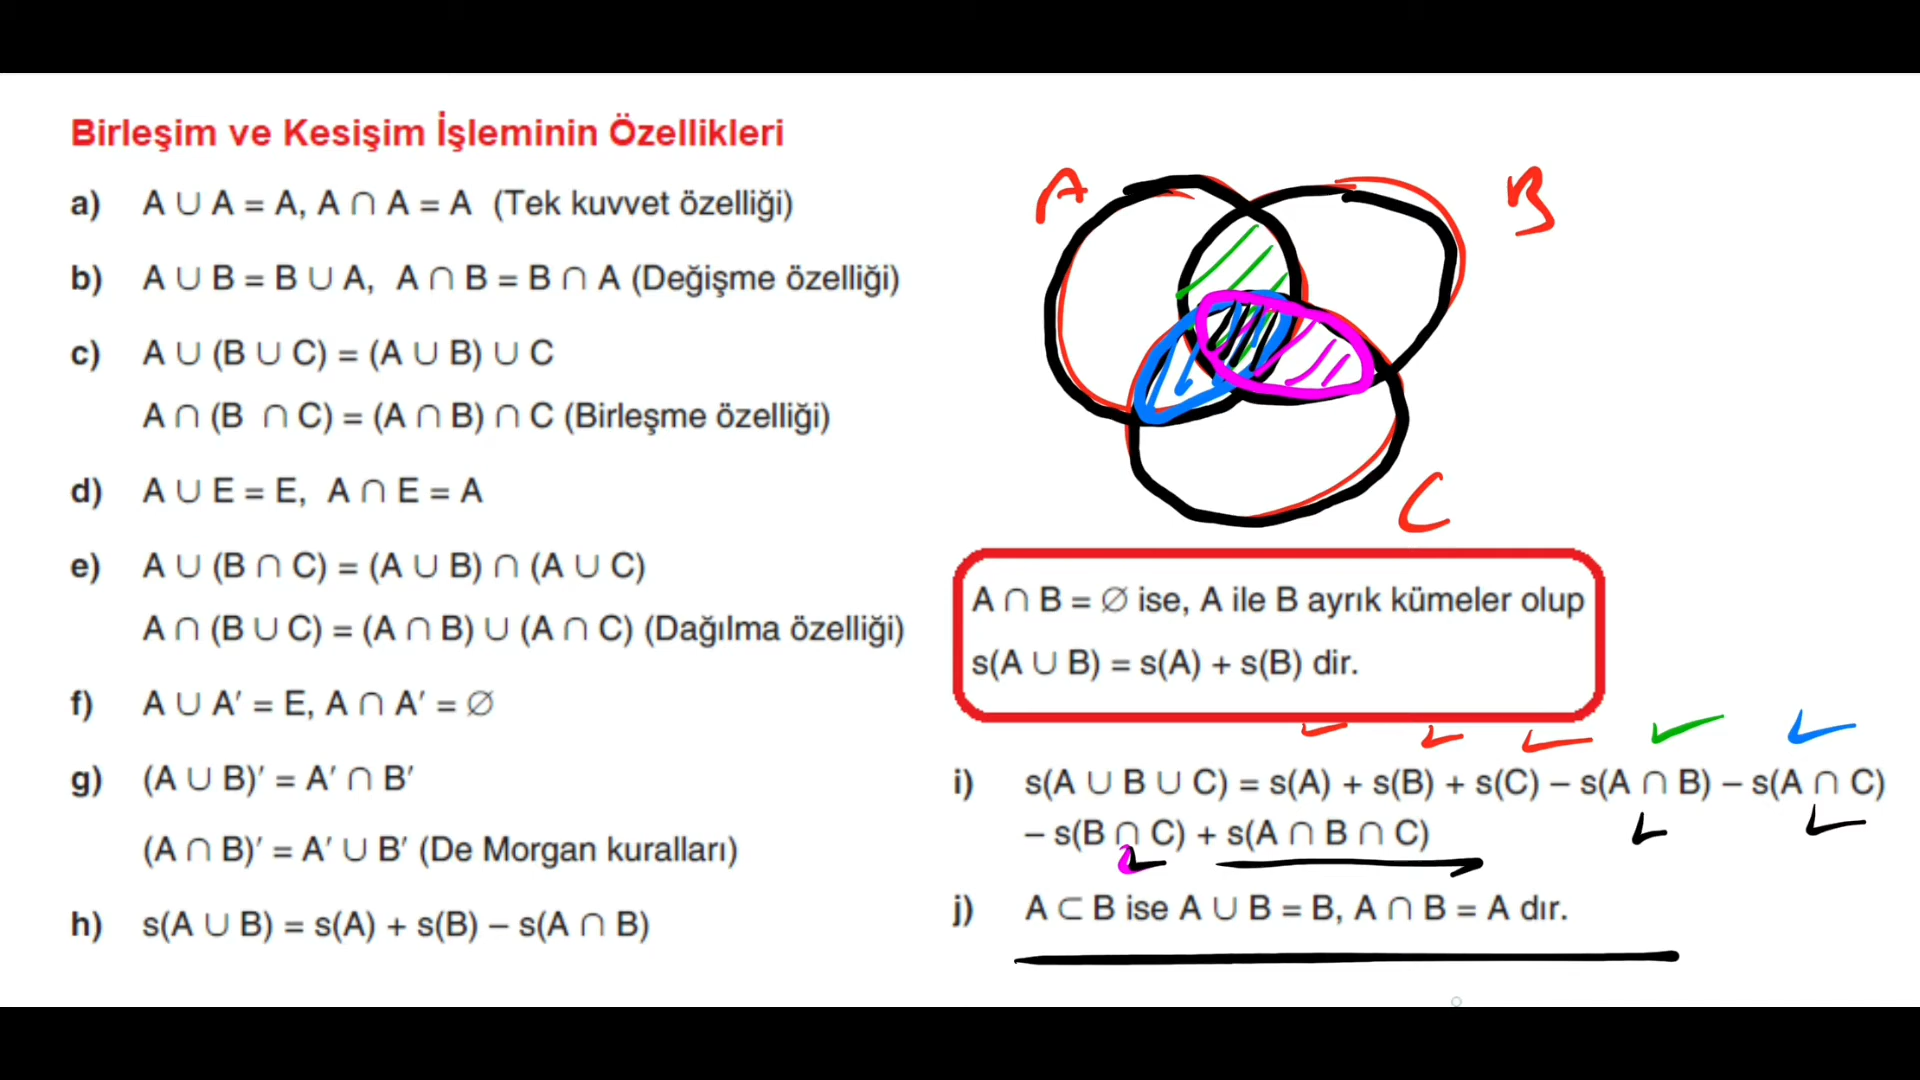 Birleşim ve Kesişim İşleminin Özellikleri
a) A ∪ A = A, A ∩ A = A (Tek kuvvet özelliği)
b) A ∪ B = B ∪ A, A ∩ B = B ∩ A (Değişme özelliği)
c) A ∪ (B ∪ C) = (A ∪ B) ∪ C
A ∩ (B ∩ C) = (A ∩ B) ∩ C (Birleşme özelliği)
d) A ∪ E = E, A ∩ E = A
e) A ∪ (B ∩ C) = (A ∪ B) ∩ (A ∪ C)
A ∩ (B ∪ C) = (A ∩ B) ∪ (A ∩ C) (Dağılma özelliği)
f) A ∪ A′ = E, A ∩ A′ = ∅
g) (A ∪ B)′ = A′ ∩ B′
(A ∩ B)′ = A′ ∪ B′ (De Morgan kuralları)
h) s(A ∪ B) = s(A) + s(B) – s(A ∩ B)
A
B
C
A ∩ B = ∅ ise, A ile B ayrık kümeler olup
s(A ∪ B) = s(A) + s(B) dir.
i) s(A ∪ B ∪ C) = s(A) + s(B) + s(C) – s(A ∩ B) – s(A ∩ C)
– s(B ∩ C) + s(A ∩ B ∩ C)
j) A ⊂ B ise A ∪ B = B, A ∩ B = A dır.